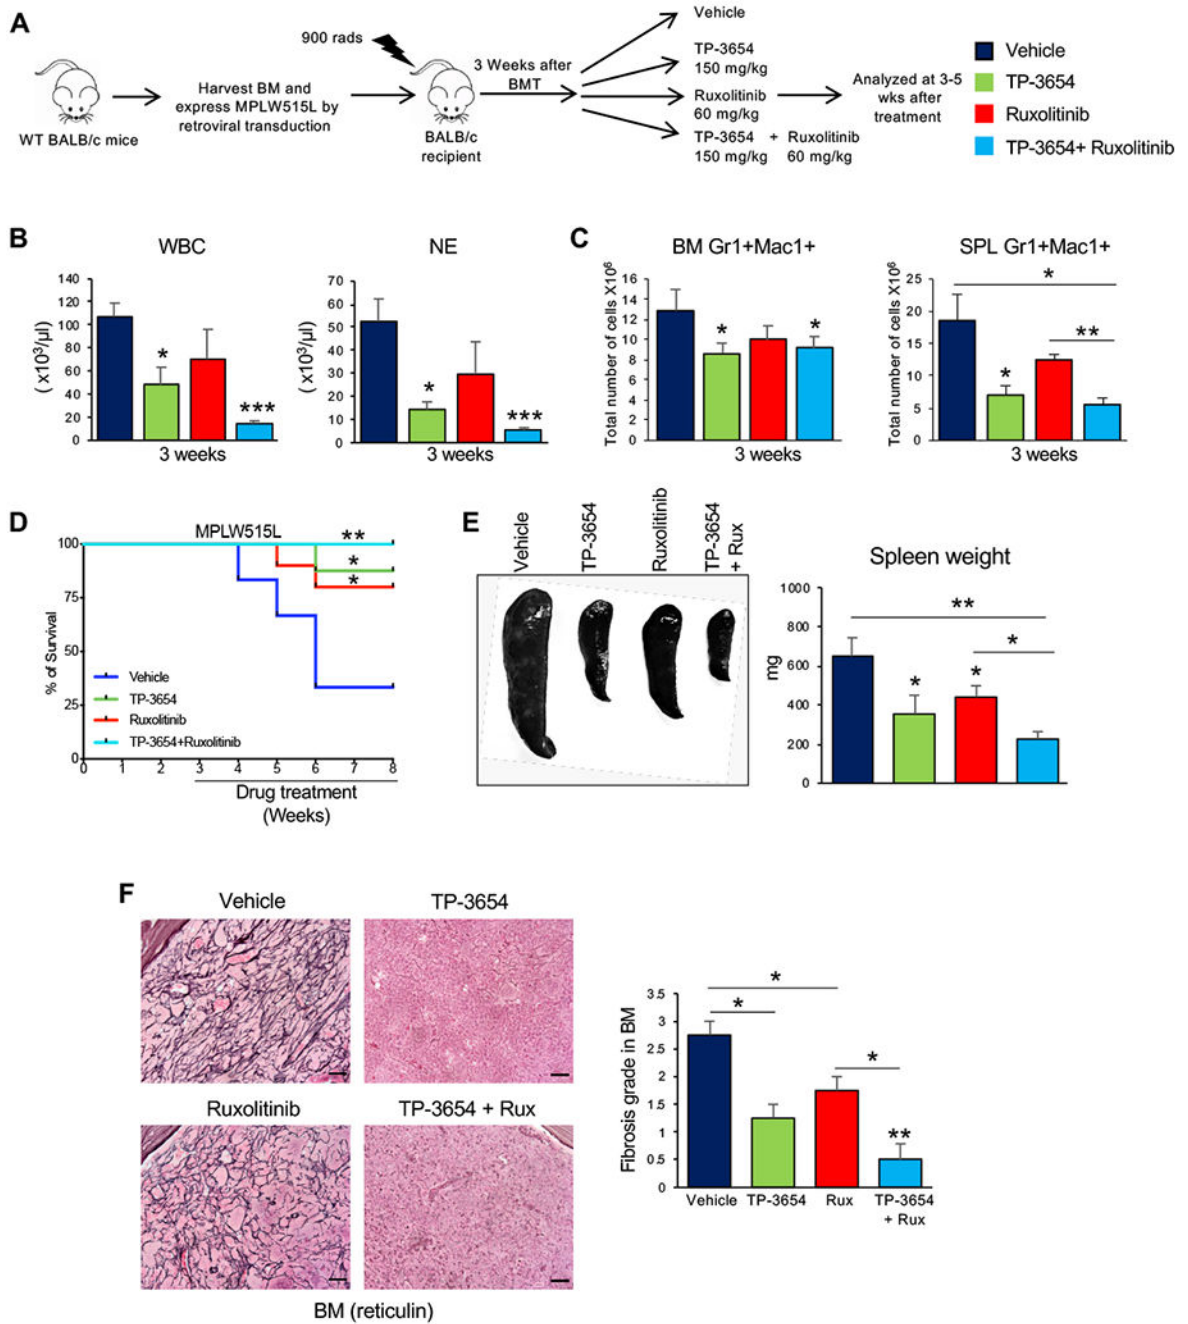 A
900 rads
WT BALB/c mice
Harvest BM and
express MPLW515L by
retroviral transduction
BALB/c
recipient
3 Weeks after
BMT
Vehicle
TP-3654
150 mg/kg
Ruxolitinib
60 mg/kg
TP-3654 + Ruxolitinib
150 mg/kg 60 mg/kg
Analyzed at 3-5
wks after
treatment
Vehicle
TP-3654
Ruxolitinib
TP-3654+ Ruxolitinib
B
WBC
( x10³/µl)
140
120
100
80
60
40
20
0
*
***
3 weeks
NE
( x10³/µl)
70
60
50
40
30
20
10
0
*
***
3 weeks
C
BM Gr1+Mac1+
Total number of cells X10⁶
16
14
12
10
8
6
4
2
0
*
*
3 weeks
SPL Gr1+Mac1+
Total number of cells X10⁶
25
20
15
10
5
0
*
**
*
3 weeks
D
MPLW515L
% of Survival
100
75
50
25
0
**
*
*
Vehicle
TP-3654
Ruxolitinib
TP-3654+Ruxolitinib
0 1 2 3 4 5 6 7 8
Drug treatment
(Weeks)
E
Vehicle
TP-3654
Ruxolitinib
TP-3654
+ Rux
Spleen weight
mg
1000
800
600
400
200
0
**
*
*
*
F
Vehicle
TP-3654
Ruxolitinib
TP-3654 + Rux
BM (reticulin)
Fibrosis grade in BM
3.5
3
2.5
2
1.5
1
0.5
0
*
*
*
**
Vehicle TP-3654 Rux TP-3654
+ Rux